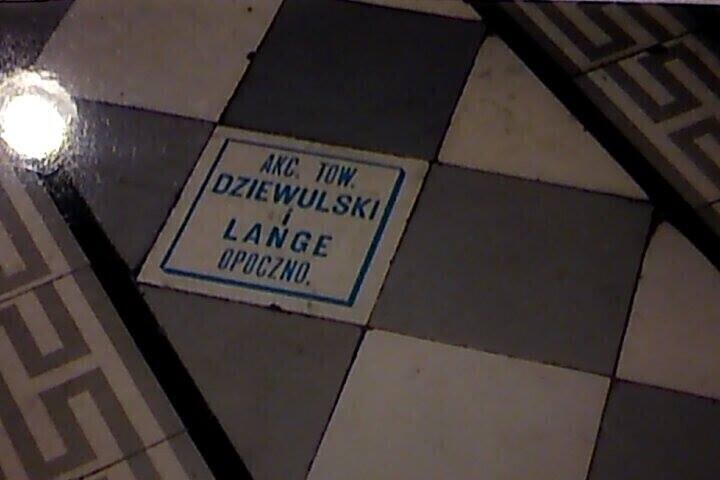 AKC. TOW.
DZIEWULSKI
i
LANGE
OPOCZNO.